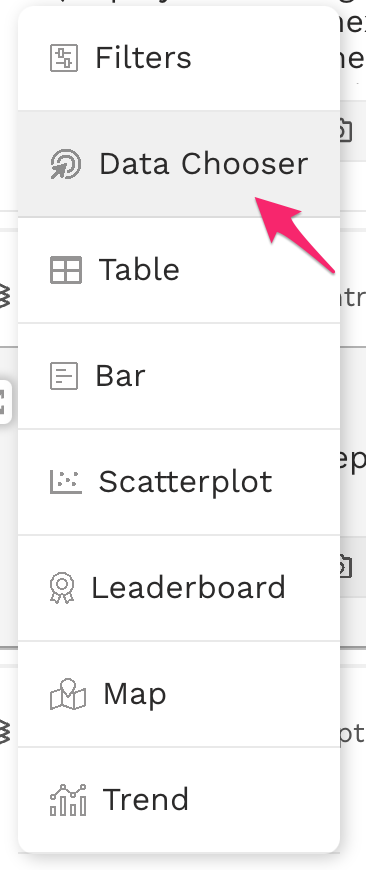 Filters
Data Chooser
Table
Bar
Scatterplot
Leaderboard
Map
Trend